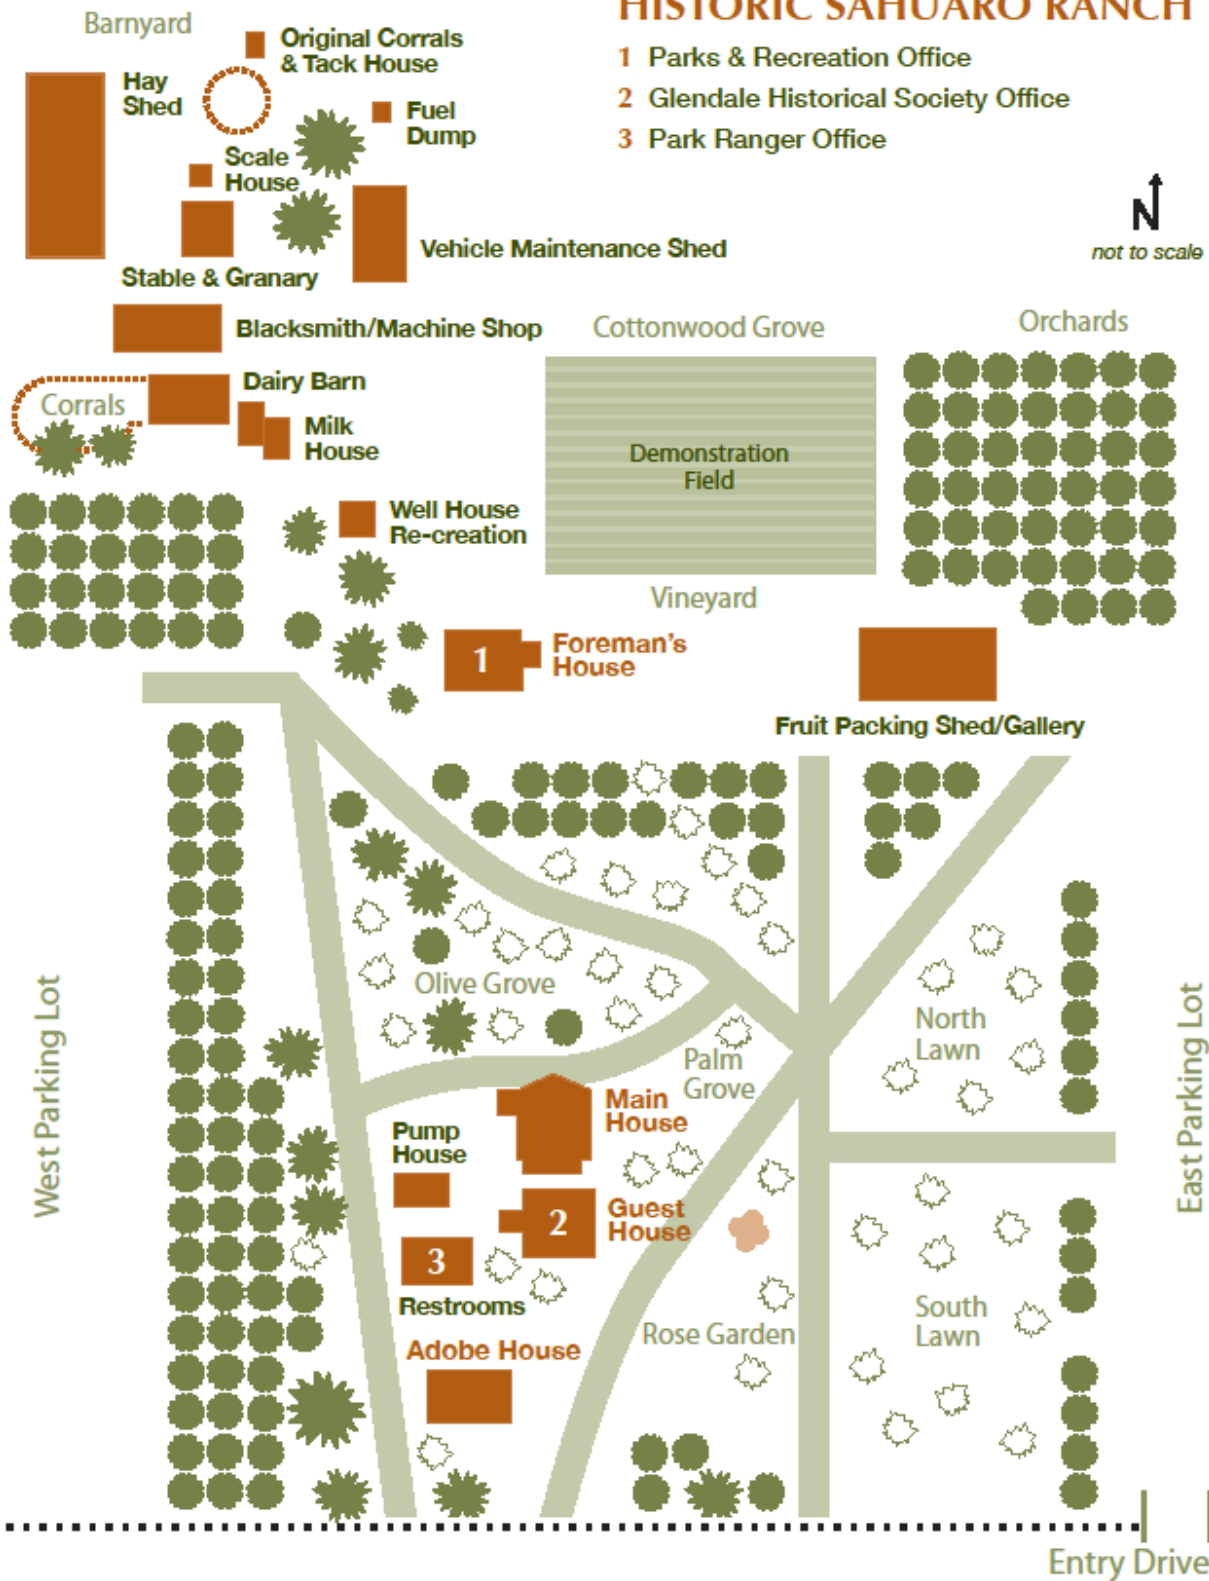 HISTORIC SAHUARO RANCH
1 Parks & Recreation Office
2 Glendale Historical Society Office
3 Park Ranger Office
N
not to scale
Barnyard
Original Corrals
& Tack House
Hay
Shed
Fuel
Dump
Scale
House
Vehicle Maintenance Shed
Stable & Granary
Blacksmith/Machine Shop
Cottonwood Grove
Orchards
Dairy Barn
Corrals
Milk
House
Demonstration
Field
Well House
Re-creation
Vineyard
1
Foreman's
House
Fruit Packing Shed/Gallery
Olive Grove
North
Lawn
Palm
Grove
West Parking Lot
East Parking Lot
Main
House
Pump
House
2
Guest
House
3
Restrooms
Rose Garden
South
Lawn
Adobe House
Entry Drive